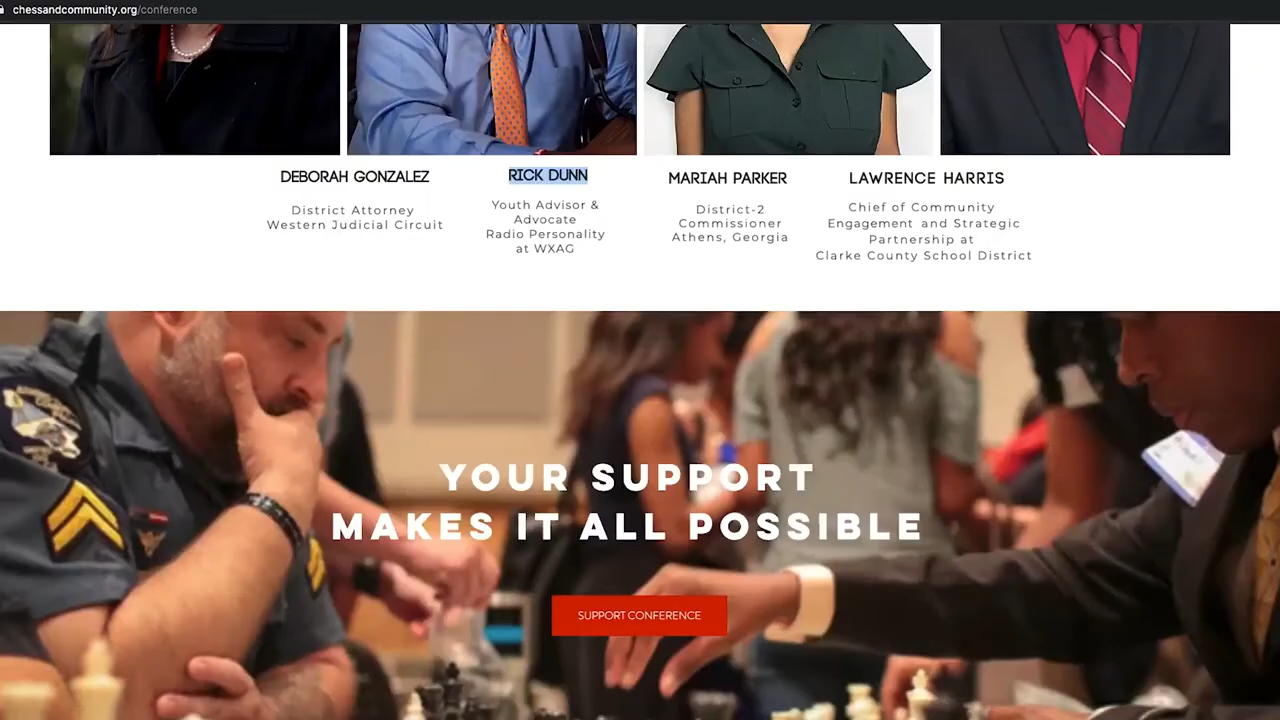 chessandcommunity.org/conference
DEBORAH GONZALEZ
District Attorney
Western Judicial Circuit
RICK DUNN
Youth Advisor &
Advocate
Radio Personality
at WXAG
MARIAH PARKER
District-2
Commissioner
Athens, Georgia
LAWRENCE HARRIS
Chief of Community
Engagement and Strategic
Partnership at
Clarke County School District
YOUR SUPPORT
MAKES IT ALL POSSIBLE
SUPPORT CONFERENCE